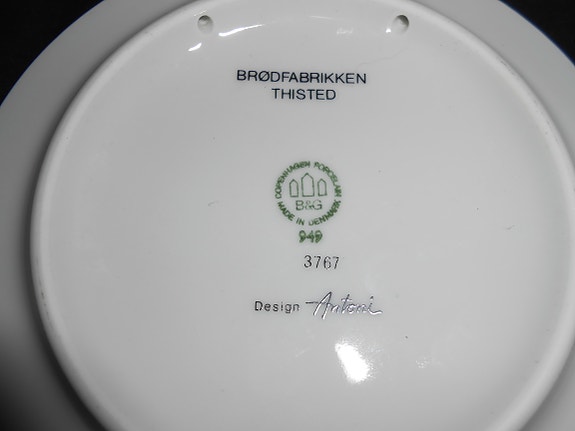 BRØDFABRIKKEN
THISTED
COPENHAGEN PORCELAIN
B&G
MADE IN DENMARK
949
3767
Design Antoni